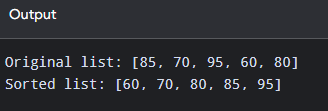 Output
Original list: [85, 70, 95, 60, 80]
Sorted list: [60, 70, 80, 85, 95]